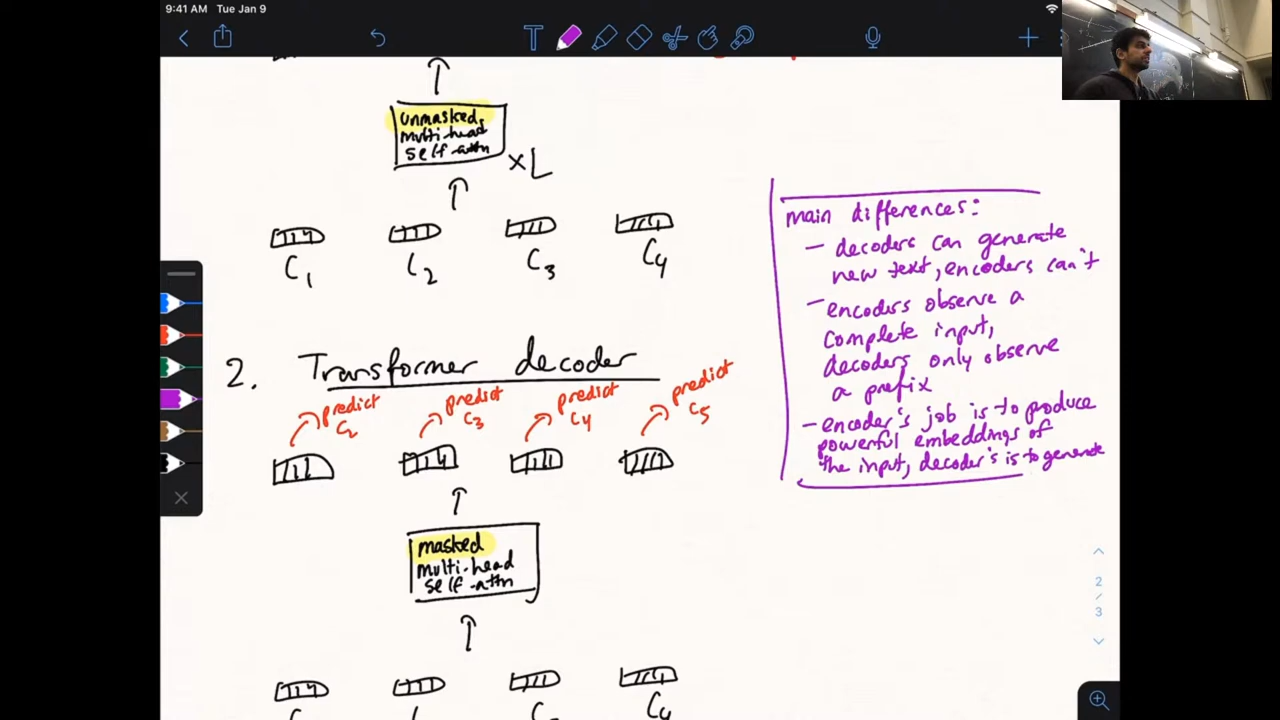 9:41 AM Tue Jan 9
T
unmasked,
multi-head
self-attn
×L
C1
C2
C3
C4
main differences:
- decoders can generate
new text, encoders can't
- encoders observe a
complete input,
decoders only observe
a prefix
- encoder's job is to produce
powerful embeddings of
the input, decoder's is to generate
2. Transformer decoder
predict
C2
predict
C3
predict
C4
predict
C5
masked
multi-head
self-attn
C4
2
/
3